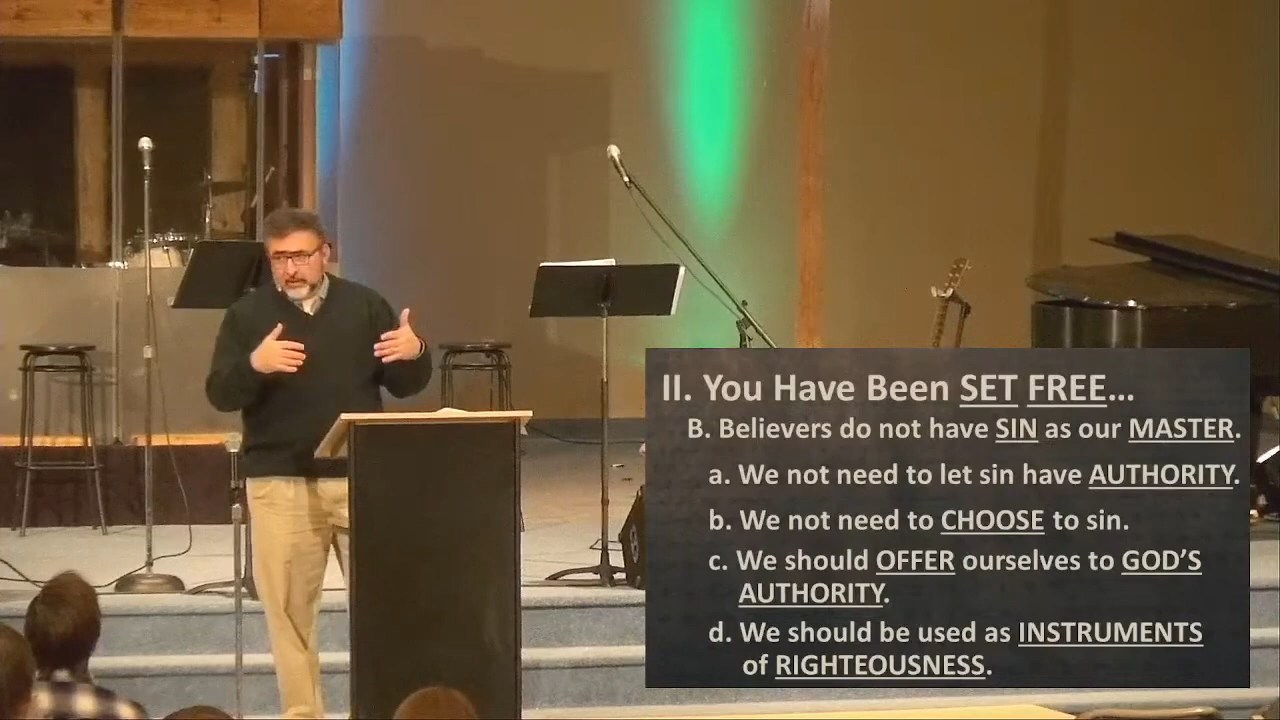 II. You Have Been SET FREE...
B. Believers do not have SIN as our MASTER.
a. We not need to let sin have AUTHORITY.
b. We not need to CHOOSE to sin.
c. We should OFFER ourselves to GOD'S
AUTHORITY.
d. We should be used as INSTRUMENTS
of RIGHTEOUSNESS.